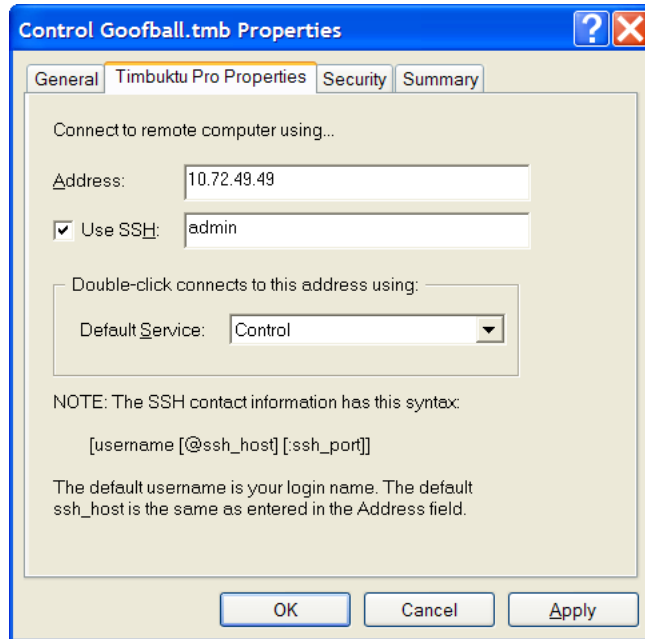 Control Goofball.tmb Properties
General Timbuktu Pro Properties Security Summary
Connect to remote computer using...
Address: 10.72.49.49
Use SSH: admin
Double-click connects to this address using:
Default Service: Control
NOTE: The SSH contact information has this syntax:
[username [@ssh_host] [:ssh_port]]
The default username is your login name. The default
ssh_host is the same as entered in the Address field.
OK Cancel Apply